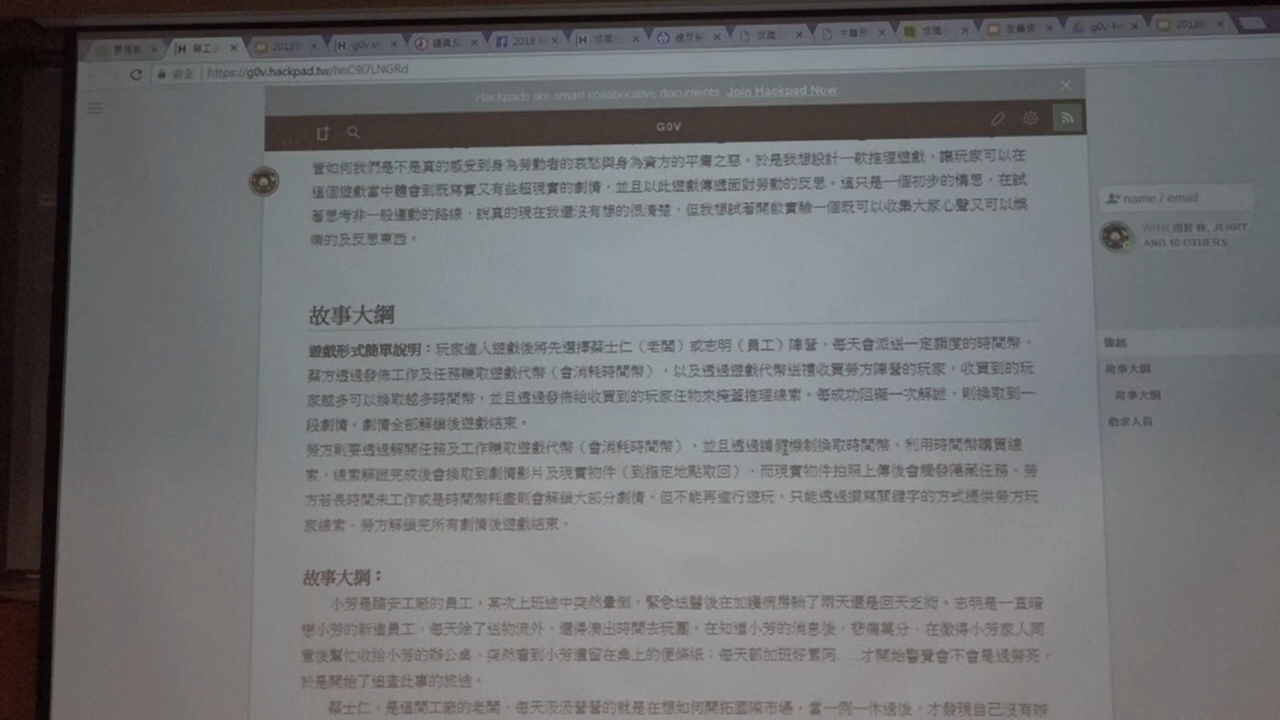 https://g0v.hackpad.tw/hnC9I7LNGRd
Hackpads are smart collaborative documents. Join Hackpad Now
G0V
管如何我們是不是真的感受到身為勞動者的哀愁與身為資方的平庸之惡。於是我想設計一款推理遊戲，讓玩家可以在
這個遊戲當中體會到既寫實又有些超現實的劇情，並且以此遊戲傳遞面對勞動的反思。這只是一個初步的構思，在試
著思考非一般運動的路線，說真的現在我還沒有想的很清楚，但我想試著開啟實驗一個既可以收集大家心聲又可以娛
樂的及反思東西。
name / email
WITH
JERRY,
AND 10 OTHERS
故事大綱
遊戲形式簡單說明：玩家進入遊戲後將先選擇蔡士仁（老闆）或志明（員工）陣營，每天會派送一定額度的時間幣。
蔡方透過發佈工作及任務賺取遊戲代幣（會消耗時間幣），以及透過遊戲代幣送禮收買勞方陣營的玩家，收買到的玩
家越多可以換取越多時間幣，並且透過發佈給收買到的玩家任物來掩蓋推理線索。每成功阻礙一次解謎，則換取到一
段劇情。劇情全部解鎖後遊戲結束。
勞方則要透過解開任務及工作賺取遊戲代幣（會消耗時間幣），並且透過機制換取時間幣，利用時間幣購買線
索，線索解謎完成後會換取到劇情影片及現實物件（到指定地點取回），而現實物件拍照上傳後會觸發隱藏任務。勞
方若長時間未工作或是時間幣耗盡則會解鎖大部分劇情，但不能再進行遊玩，只能透過撰寫關鍵字的方式提供勞方玩
家線索。勞方解鎖完所有劇情後遊戲結束。
故事大綱：
小芳是隨安工廠的員工，某次上班途中突然暈倒，緊急送醫後在加護病房躺了兩天還是回天乏術。志明是一直暗
戀小芳的新進員工，每天除了送物流外，還得湊出時間去玩團。在知道小芳的消息後，悲痛萬分，在徵得小芳家人同
意後幫忙收拾小芳的辦公桌，突然看到小芳遺留在桌上的便條紙：每天都加班好累阿......才開始警覺會不會是過勞死，
於是開始了追查此事的旅途。
蔡士仁，是這間工廠的老闆，每天汲汲營營的就是在想如何開拓國際市場，當一例一休過後，才發現自己沒有辦
故事大綱
故事大綱：
徵求人員